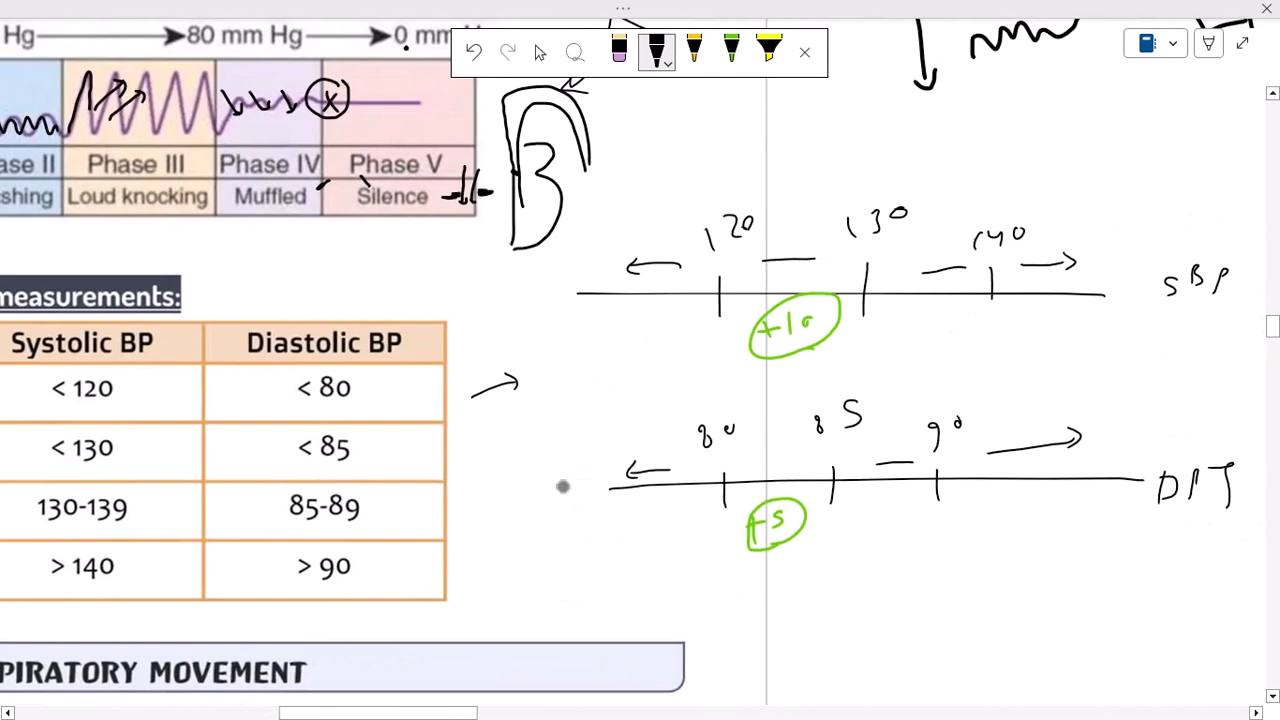 Hg → 80 mm Hg → 0 mm
ase II Phase III Phase IV Phase V
shing Loud knocking Muffled Silence
B
120 130 140
SBP
+10
measurements:
Systolic BP Diastolic BP
< 120 < 80
< 130 < 85
130-139 85-89
> 140 > 90
80 85 90
+5
PIRATORY MOVEMENT